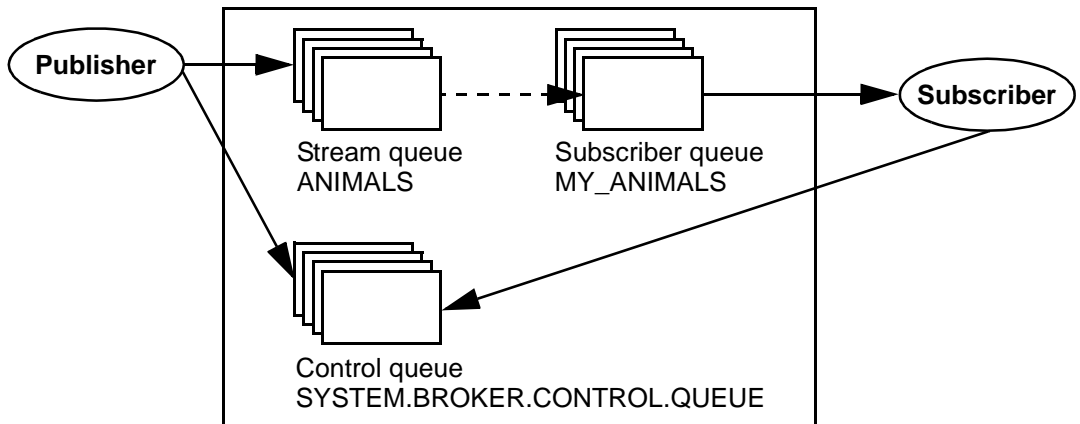 Publisher
Subscriber
Stream queue
ANIMALS
Subscriber queue
MY_ANIMALS
Control queue
SYSTEM.BROKER.CONTROL.QUEUE